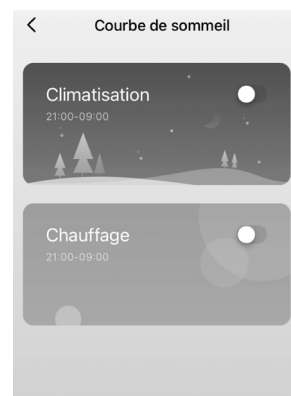 Courbe de sommeil
Climatisation
21:00-09:00
Chauffage
21:00-09:00